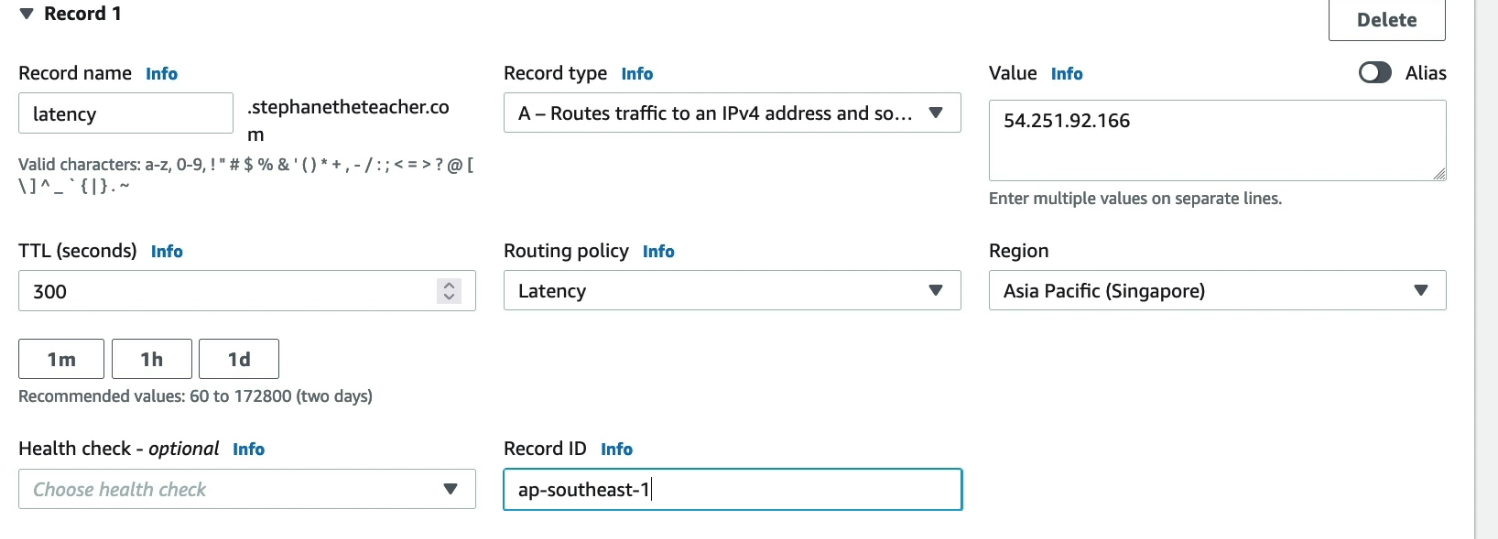 Record 1
Delete
Record name Info
Record type Info
Value Info
Alias
latency
.stephanetheteacher.co
m
A – Routes traffic to an IPv4 address and so...
54.251.92.166
Valid characters: a-z, 0-9, ! " # $ % & ' ( ) * + , - / : ; < = > ? @ [
\ ] ^ _ ` { | } . ~
Enter multiple values on separate lines.
TTL (seconds) Info
Routing policy Info
Region
300
Latency
Asia Pacific (Singapore)
1m
1h
1d
Recommended values: 60 to 172800 (two days)
Health check - optional Info
Record ID Info
Choose health check
ap-southeast-1